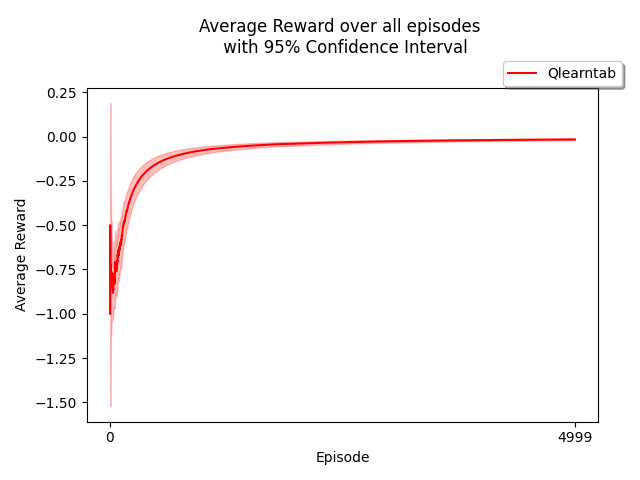 Average Reward over all episodes
with 95% Confidence Interval
Qlearntab
0.25
0.00
−0.25
−0.50
−0.75
−1.00
−1.25
−1.50
Average Reward
0
4999
Episode